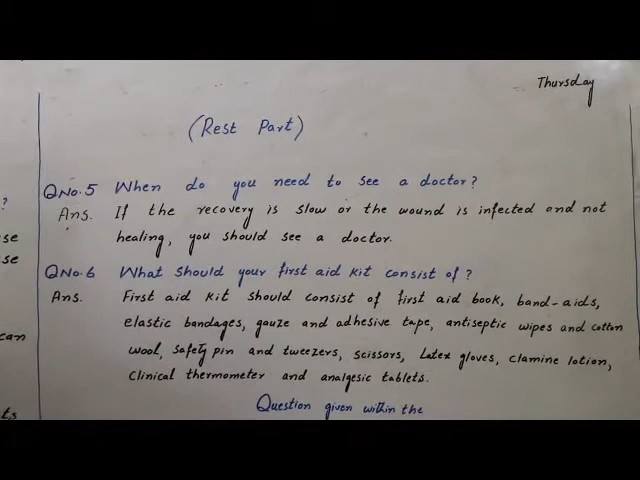 Thursday
(Rest Part)
QNo.5 When do you need to see a doctor?
Ans. If the recovery is slow or the wound is infected and not
healing, you should see a doctor.
QNo.6 What should your first aid kit consist of?
Ans. First aid kit should consist of first aid book, band-aids,
elastic bandages, gauze and adhesive tape, antiseptic wipes and cotton
wool, safety pin and tweezers, scissors, latex gloves, clamine lotion,
clinical thermometer and analgesic tablets.
Question given within the
?
se
se
can
ts